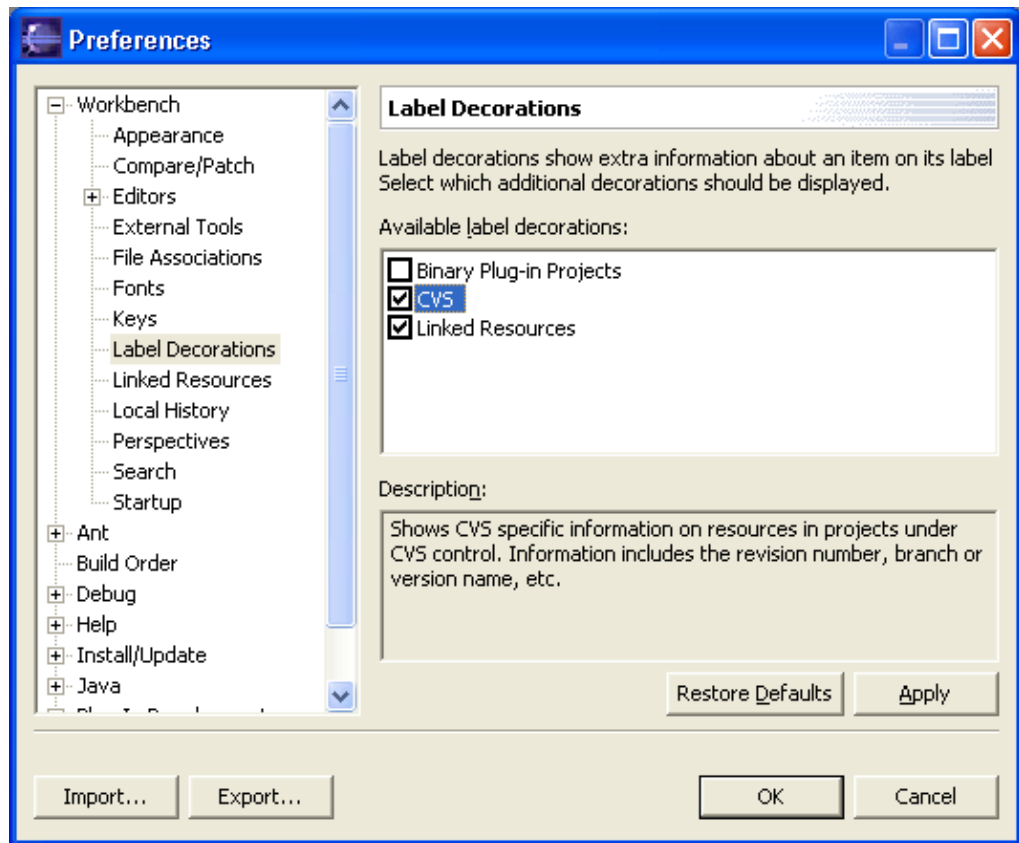 Preferences
Workbench
Appearance
Compare/Patch
Editors
External Tools
File Associations
Fonts
Keys
Label Decorations
Linked Resources
Local History
Perspectives
Search
Startup
Ant
Build Order
Debug
Help
Install/Update
Java
Label Decorations
Label decorations show extra information about an item on its label
Select which additional decorations should be displayed.
Available label decorations:
Binary Plug-in Projects
CVS
Linked Resources
Description:
Shows CVS specific information on resources in projects under
CVS control. Information includes the revision number, branch or
version name, etc.
Restore Defaults
Apply
Import...
Export...
OK
Cancel